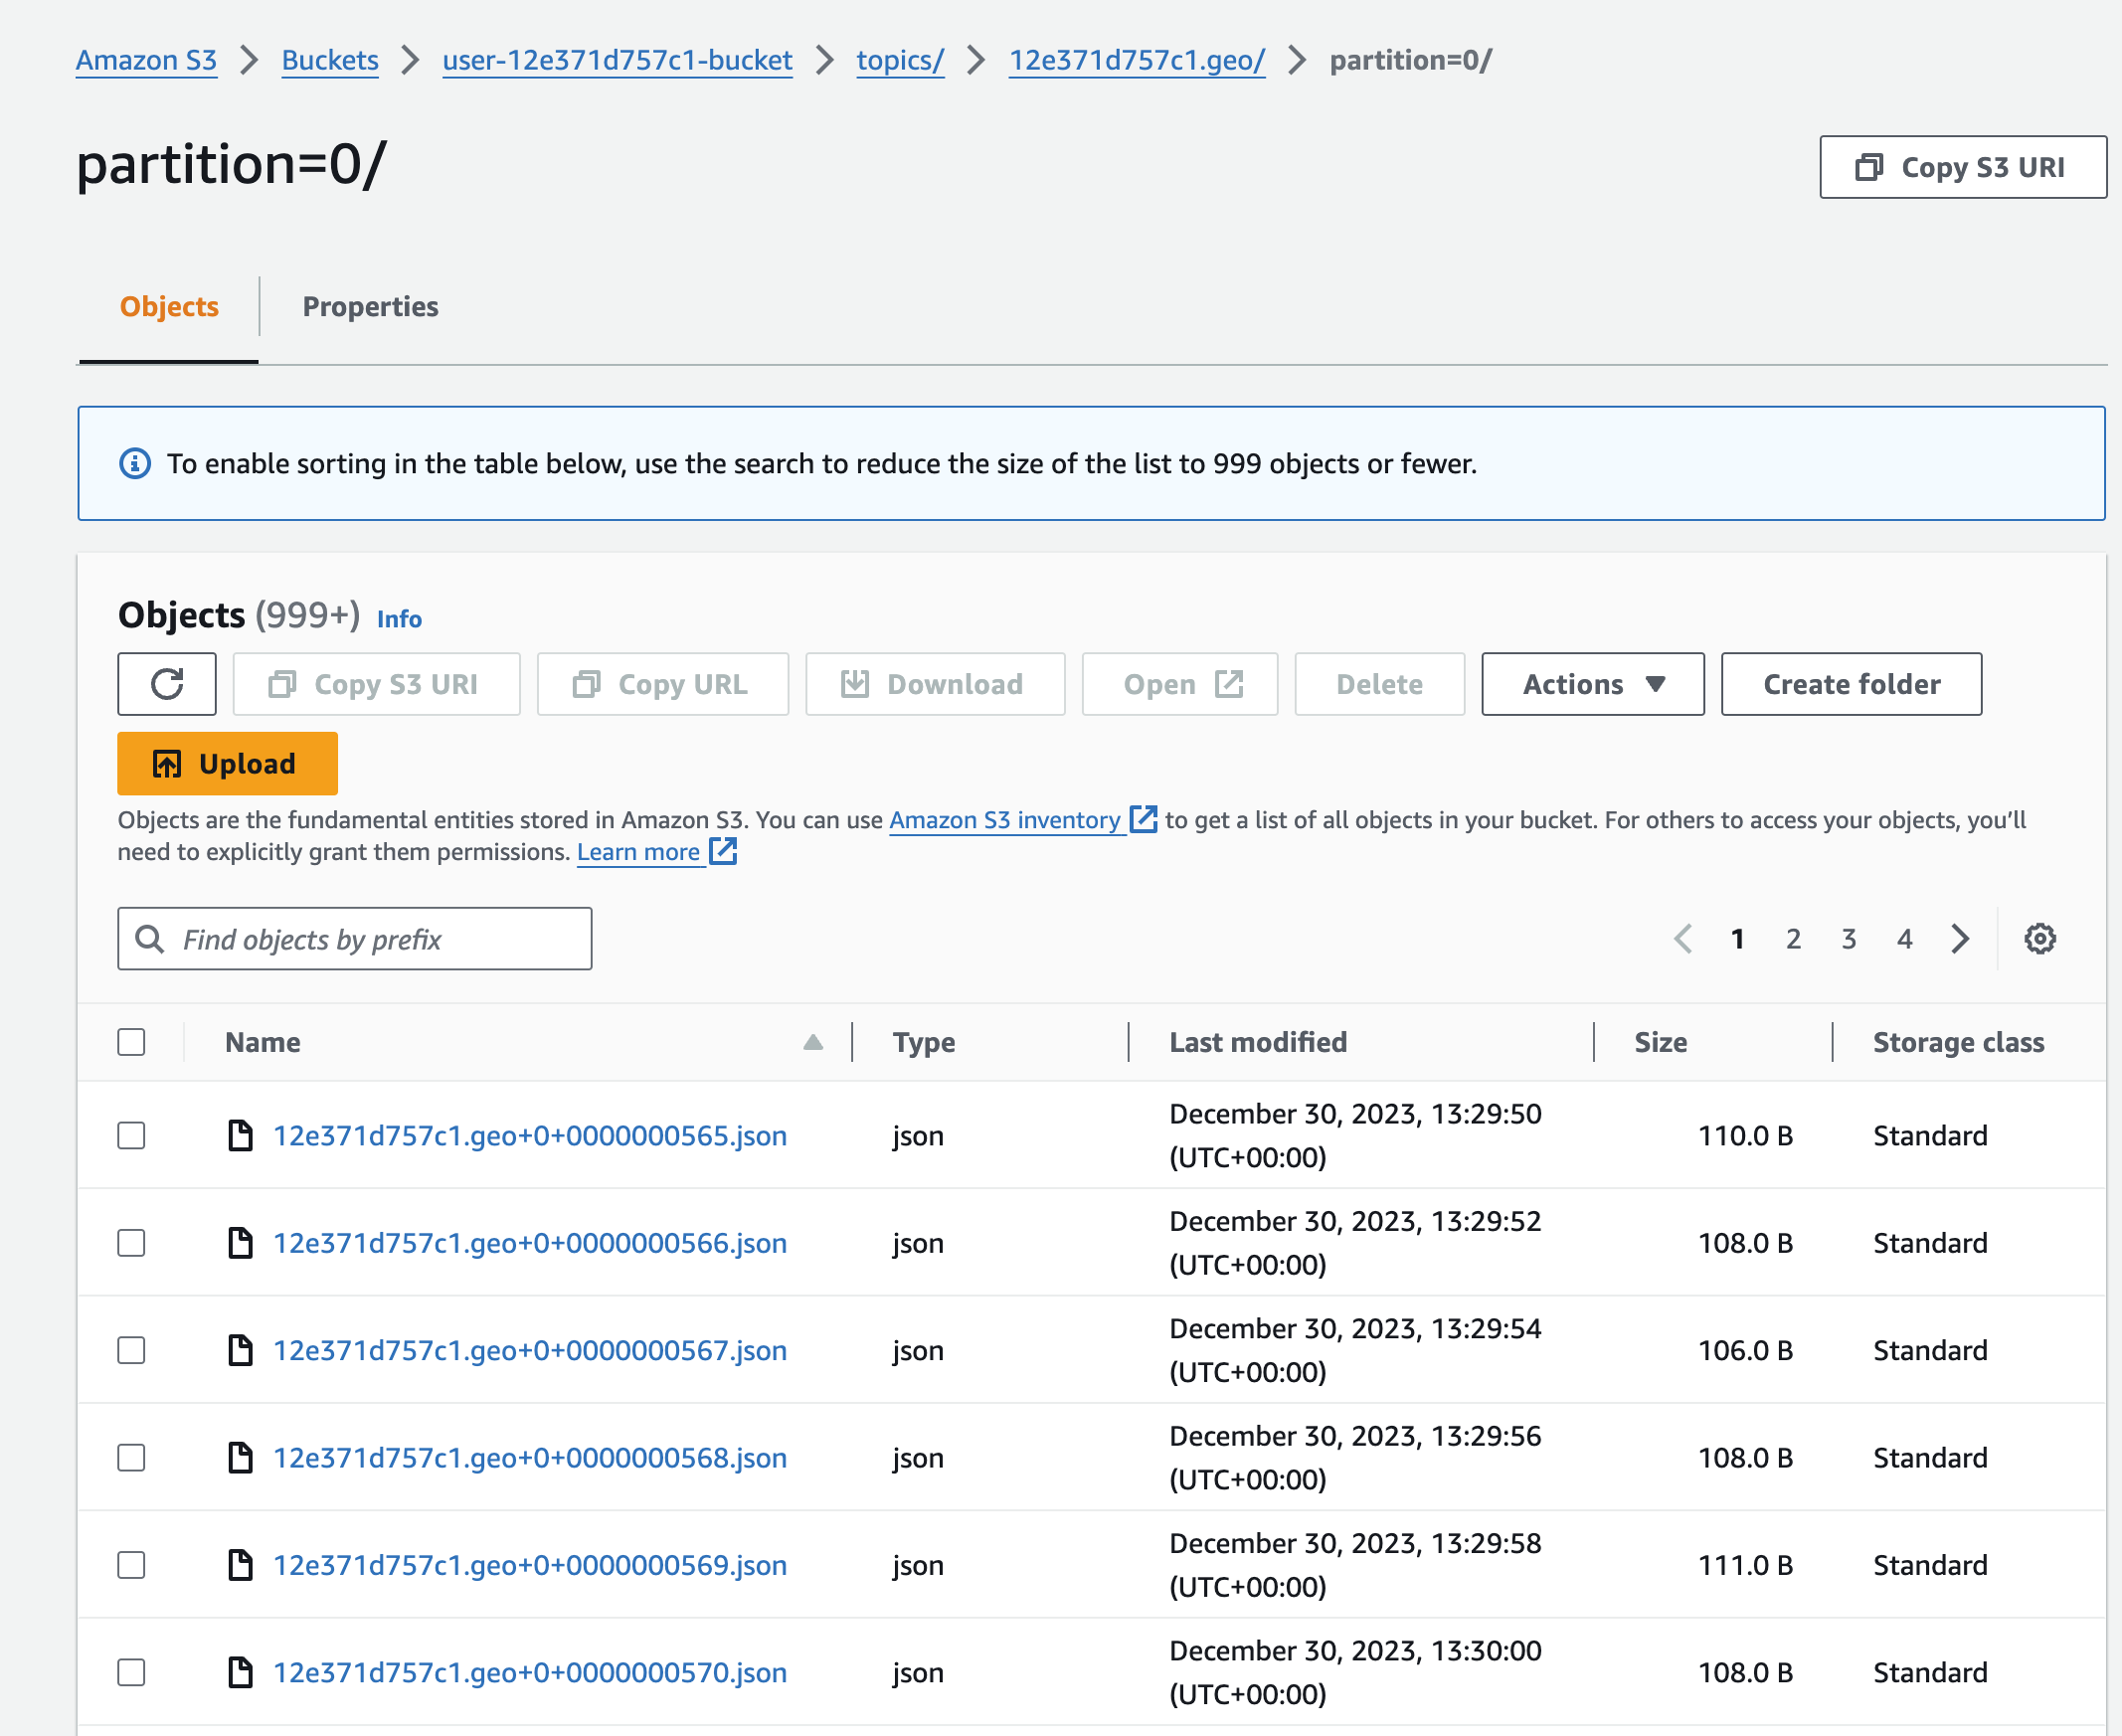 Amazon S3 > Buckets > user-12e371d757c1-bucket > topics/ > 12e371d757c1.geo/ > partition=0/
partition=0/
Copy S3 URI
Objects Properties
To enable sorting in the table below, use the search to reduce the size of the list to 999 objects or fewer.
Objects (999+) Info
Copy S3 URI Copy URL Download Open Delete Actions Create folder
Upload
Objects are the fundamental entities stored in Amazon S3. You can use Amazon S3 inventory to get a list of all objects in your bucket. For others to access your objects, you'll
need to explicitly grant them permissions. Learn more
Find objects by prefix
1 2 3 4
Name Type Last modified Size Storage class
12e371d757c1.geo+0+0000000565.json json December 30, 2023, 13:29:50 (UTC+00:00) 110.0 B Standard
12e371d757c1.geo+0+0000000566.json json December 30, 2023, 13:29:52 (UTC+00:00) 108.0 B Standard
12e371d757c1.geo+0+0000000567.json json December 30, 2023, 13:29:54 (UTC+00:00) 106.0 B Standard
12e371d757c1.geo+0+0000000568.json json December 30, 2023, 13:29:56 (UTC+00:00) 108.0 B Standard
12e371d757c1.geo+0+0000000569.json json December 30, 2023, 13:29:58 (UTC+00:00) 111.0 B Standard
12e371d757c1.geo+0+0000000570.json json December 30, 2023, 13:30:00 (UTC+00:00) 108.0 B Standard